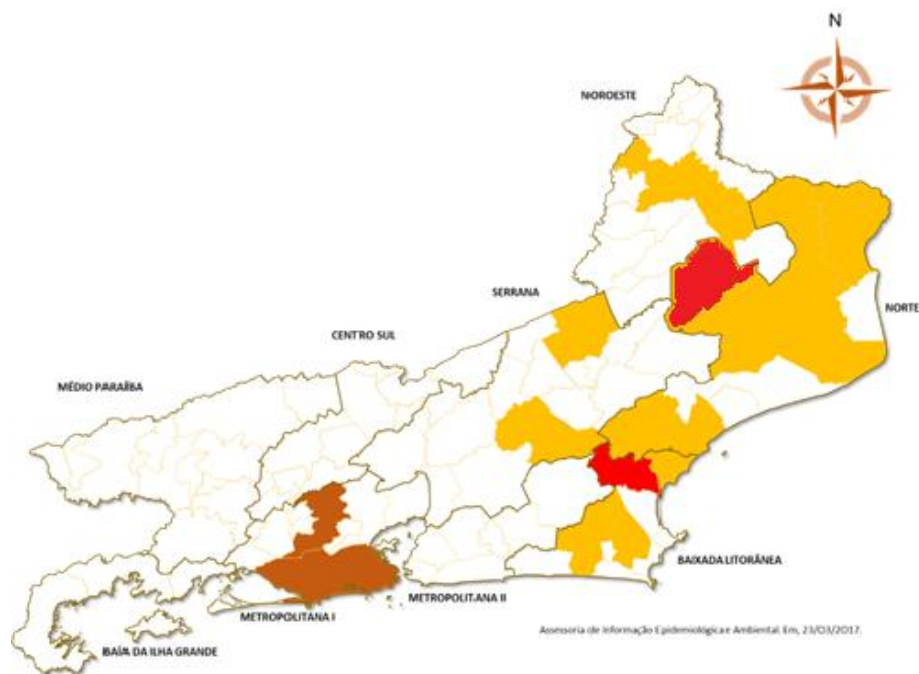 N
NOROESTE
SERRANA
NORTE
CENTRO SUL
MÉDIO PARAÍBA
BAIXADA LITORÂNEA
METROPOLITANA II
METROPOLITANA I
BAÍA DA ILHA GRANDE
Assessoria de Informação Epidemiológica e Ambiental. Em, 23/03/2017.